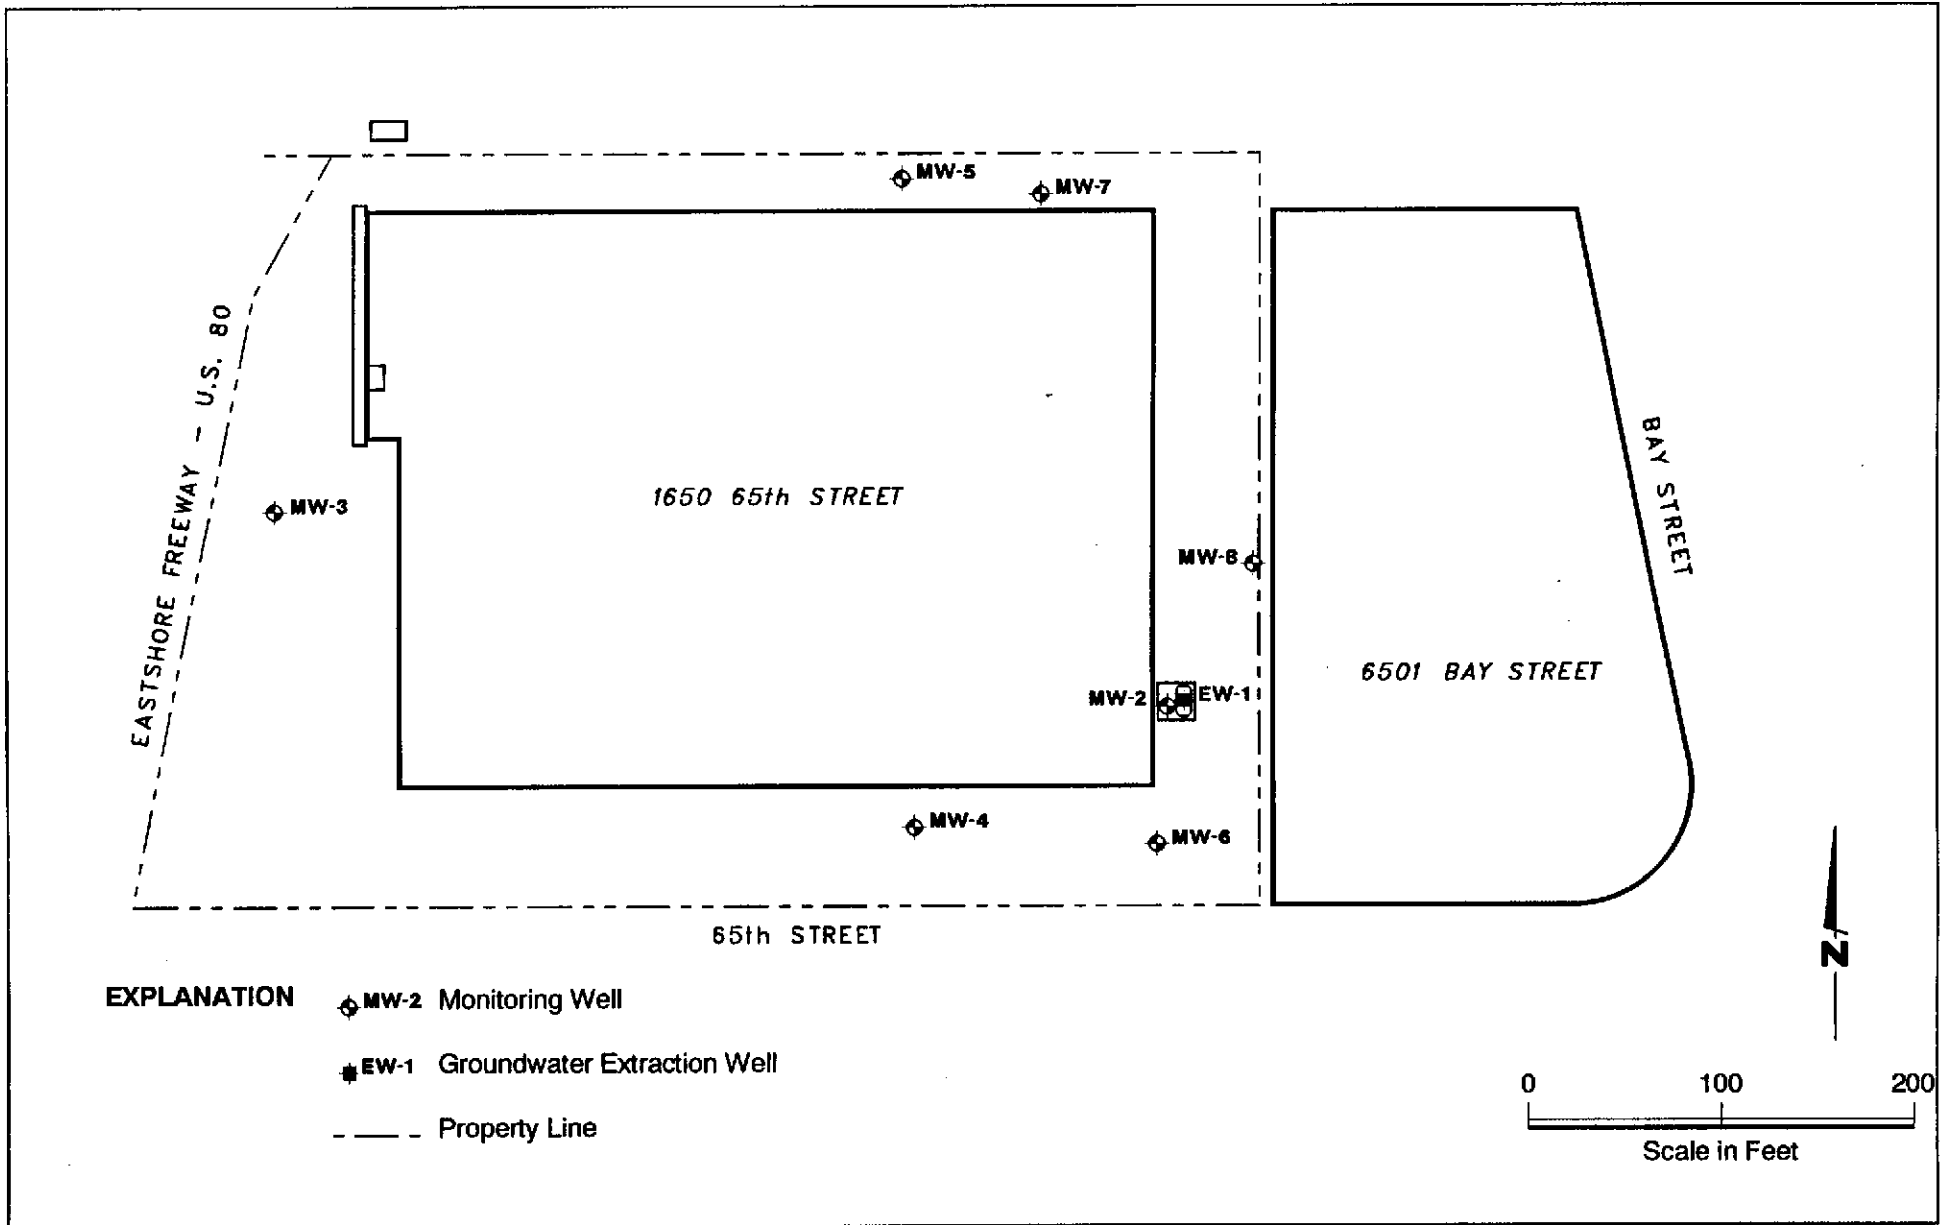 MW-5
MW-7
EASTSHORE FREEWAY - U.S. 80
MW-3
1650 65th STREET
BAY STREET
MW-8
6501 BAY STREET
MW-2
EW-1
MW-4
MW-6
65th STREET
N
EXPLANATION
MW-2 Monitoring Well
EW-1 Groundwater Extraction Well
Property Line
0 100 200
Scale in Feet